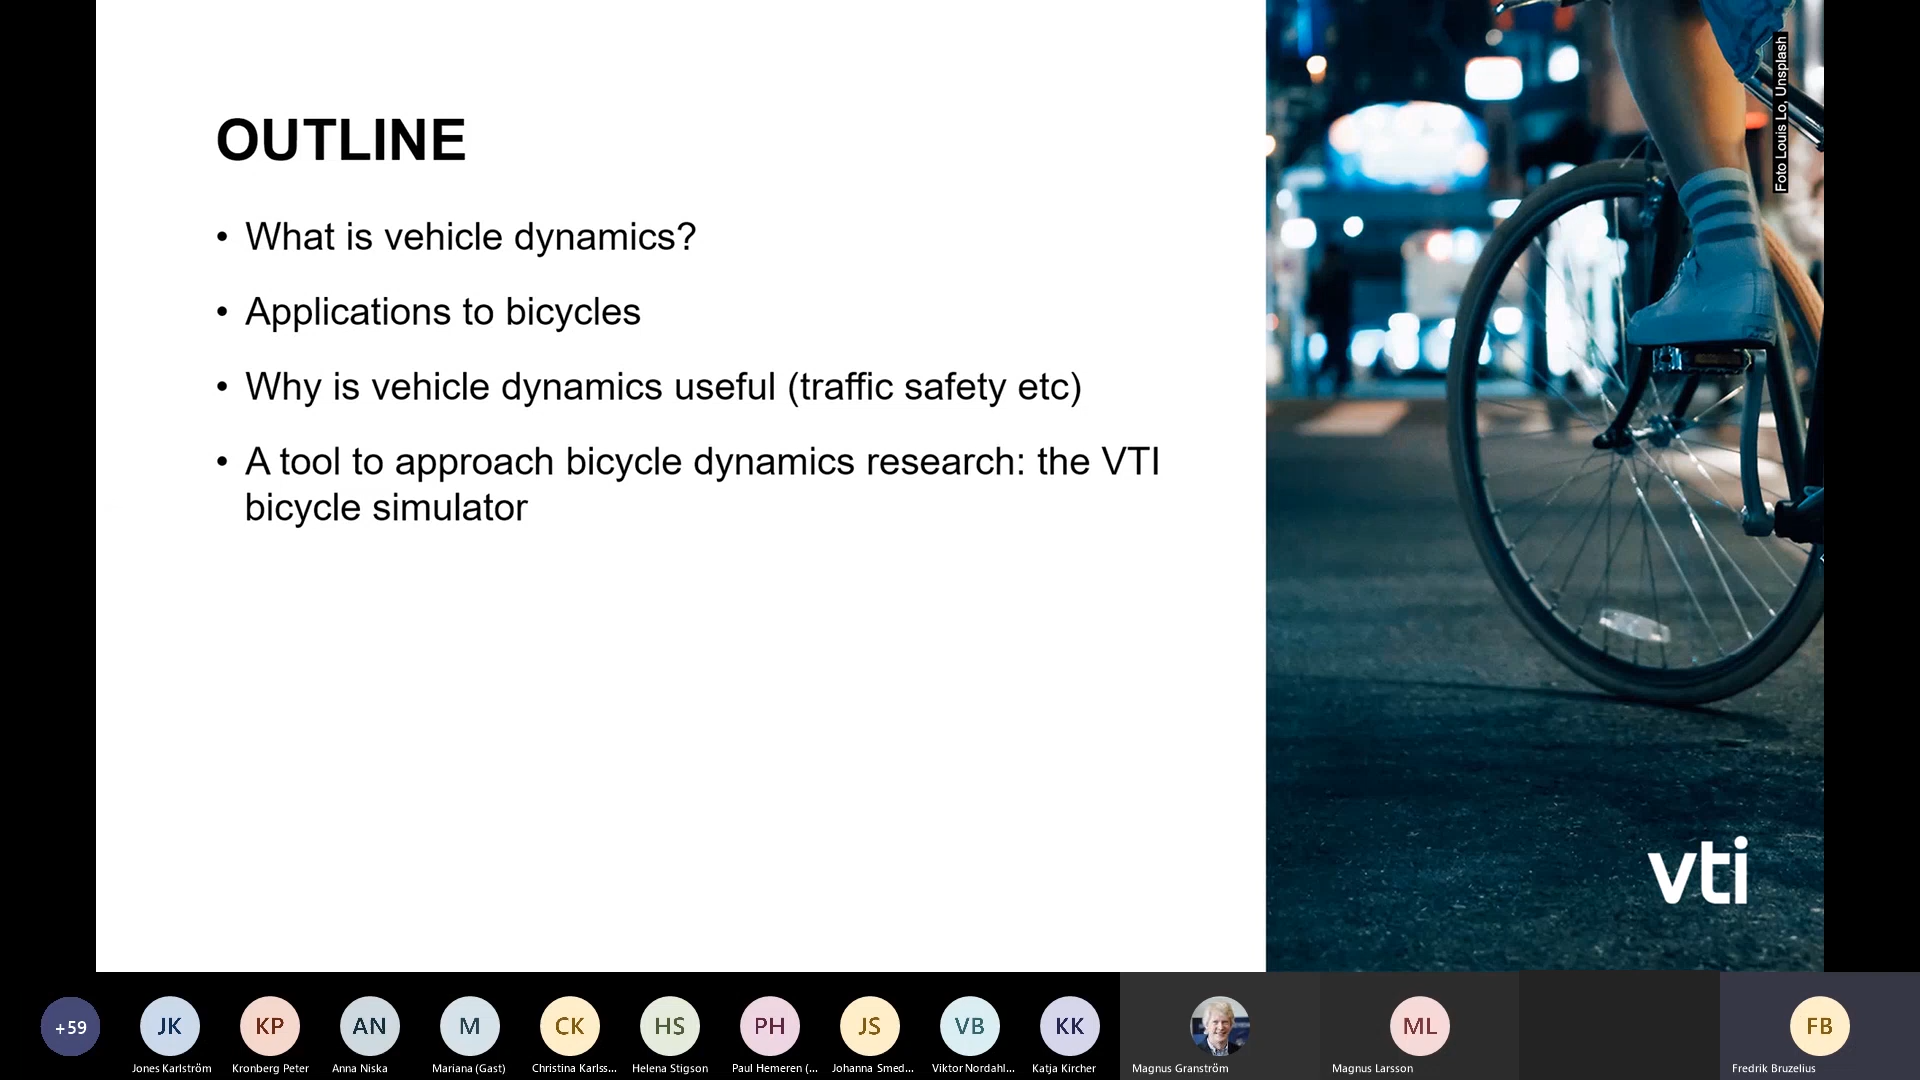 OUTLINE
• What is vehicle dynamics?
• Applications to bicycles
• Why is vehicle dynamics useful (traffic safety etc)
• A tool to approach bicycle dynamics research: the VTI
bicycle simulator
Foto Louis Lo, Unsplash
vti
+59
JK
KP
AN
M
CK
HS
PH
JS
VB
KK
ML
FB
Jones Karlström
Kronberg Peter
Anna Niska
Mariana (Gast)
Christina Karlss...
Helena Stigson
Paul Hemeren (...
Johanna Smed...
Viktor Nordahl...
Katja Kircher
Magnus Granström
Magnus Larsson
Fredrik Bruzelius